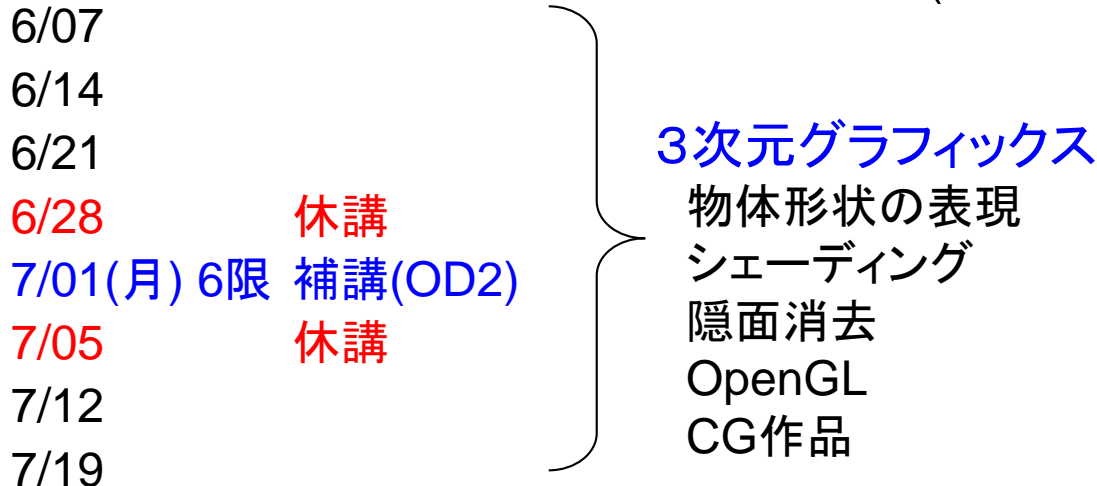 6/07
6/14
6/21
6/28 休講
7/01(月) 6限 補講(OD2)
7/05 休講
7/12
7/19
３次元グラフィックス
物体形状の表現
シェーディング
隠面消去
OpenGL
CG作品